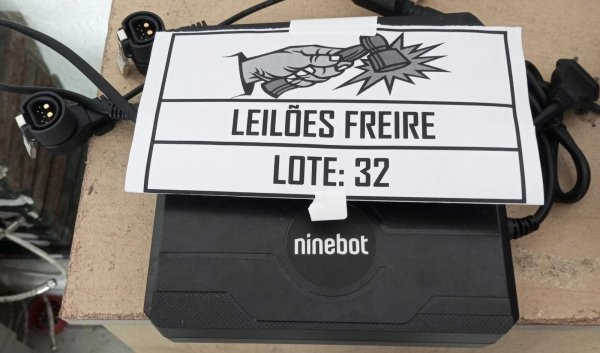 LEILÕES FREIRE
LOTE: 32
ninebot